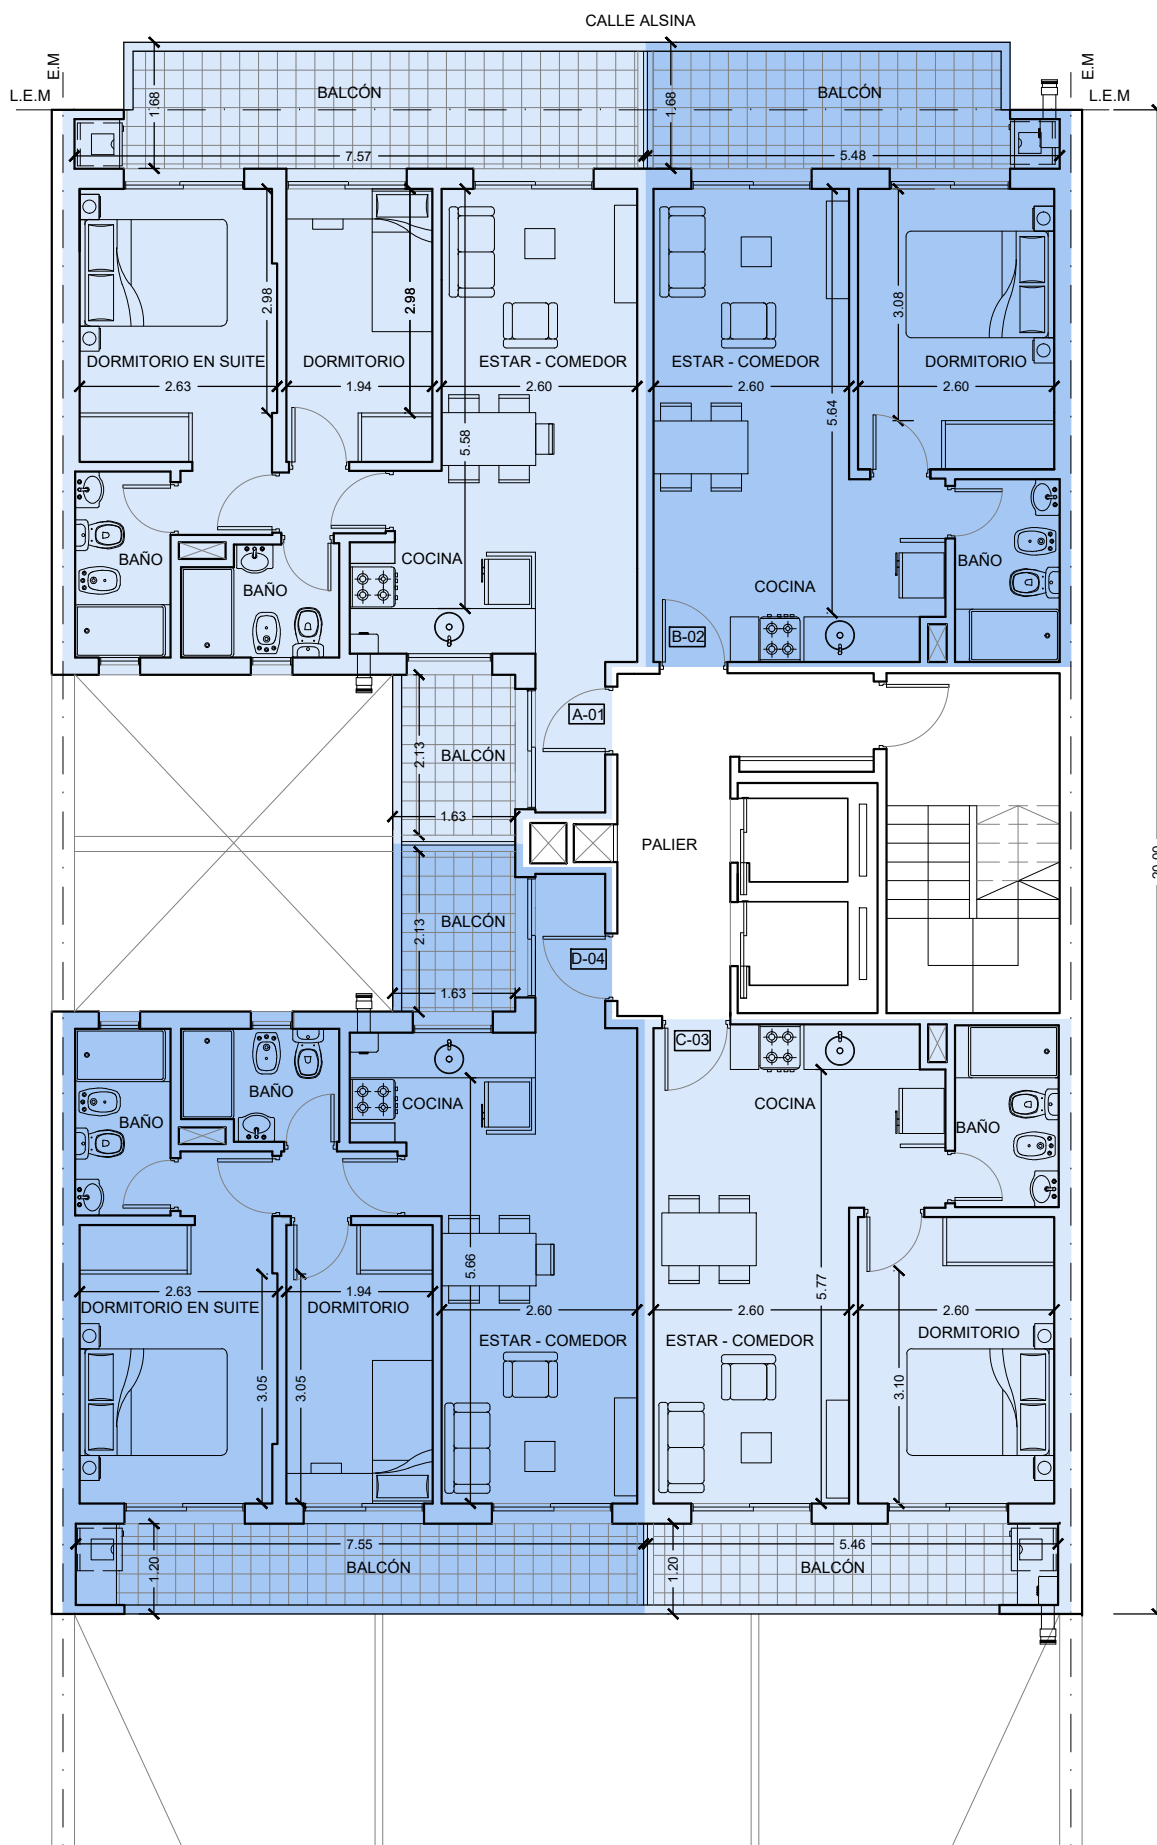 CALLE ALSINA
E.M
E.M
L.E.M
L.E.M
BALCÓN
BALCÓN
1.68
1.68
7.57
5.48
2.98
2.98
3.08
DORMITORIO EN SUITE
DORMITORIO
ESTAR - COMEDOR
ESTAR - COMEDOR
DORMITORIO
2.63
1.94
2.60
2.60
2.60
5.58
5.64
BAÑO
BAÑO
COCINA
COCINA
BAÑO
B-02
A-01
2.13
BALCÓN
1.63
PALIER
2.13
BALCÓN
D-04
1.63
C-03
BAÑO
BAÑO
COCINA
COCINA
BAÑO
5.66
5.77
2.63
1.94
2.60
2.60
2.60
DORMITORIO EN SUITE
DORMITORIO
ESTAR - COMEDOR
ESTAR - COMEDOR
DORMITORIO
3.05
3.05
3.10
7.55
5.46
1.20
1.20
BALCÓN
BALCÓN